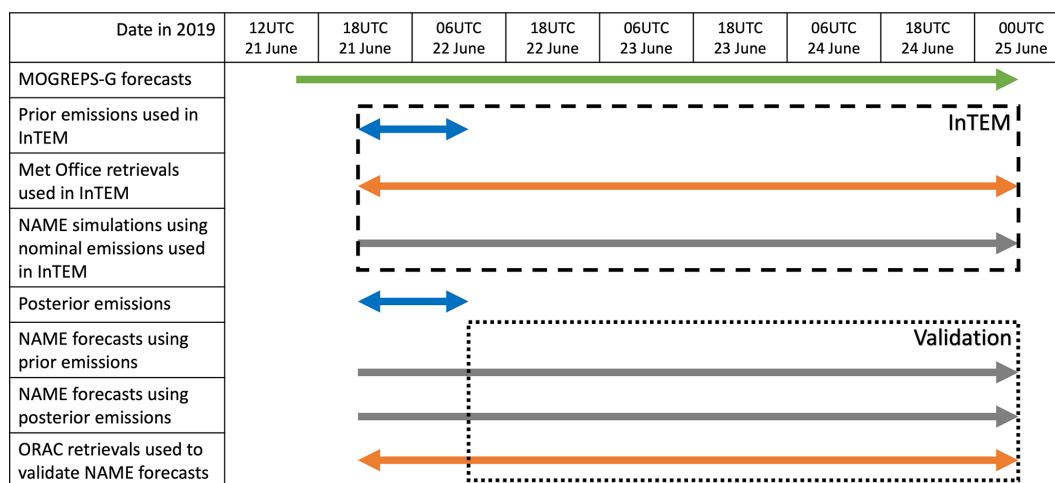 Date in 2019
12UTC
21 June
18UTC
21 June
06UTC
22 June
18UTC
22 June
06UTC
23 June
18UTC
23 June
06UTC
24 June
18UTC
24 June
00UTC
25 June
MOGREPS-G forecasts
Prior emissions used in
InTEM
InTEM
Met Office retrievals
used in InTEM
NAME simulations using
nominal emissions used
in InTEM
Posterior emissions
NAME forecasts using
prior emissions
Validation
NAME forecasts using
posterior emissions
ORAC retrievals used to
validate NAME forecasts